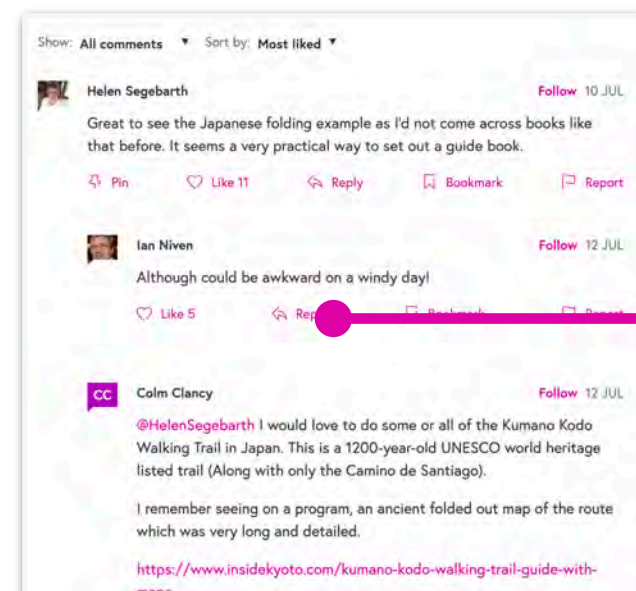 Show: All comments ▼ Sort by: Most liked ▼
Helen Segebarth Follow 10 JUL
Great to see the Japanese folding example as I'd not come across books like
that before. It seems a very practical way to set out a guide book.
Pin Like 11 Reply Bookmark Report
Ian Niven Follow 12 JUL
Although could be awkward on a windy day!
Like 5 Bookmark Report
CC Colm Clancy Follow 12 JUL
@HelenSegebarth I would love to do some or all of the Kumano Kodo
Walking Trail in Japan. This is a 1200-year-old UNESCO world heritage
listed trail (Along with only the Camino de Santiago).
I remember seeing on a program, an ancient folded out map of the route
which was very long and detailed.
https://www.insidekyoto.com/kumano-kodo-walking-trail-guide-with-